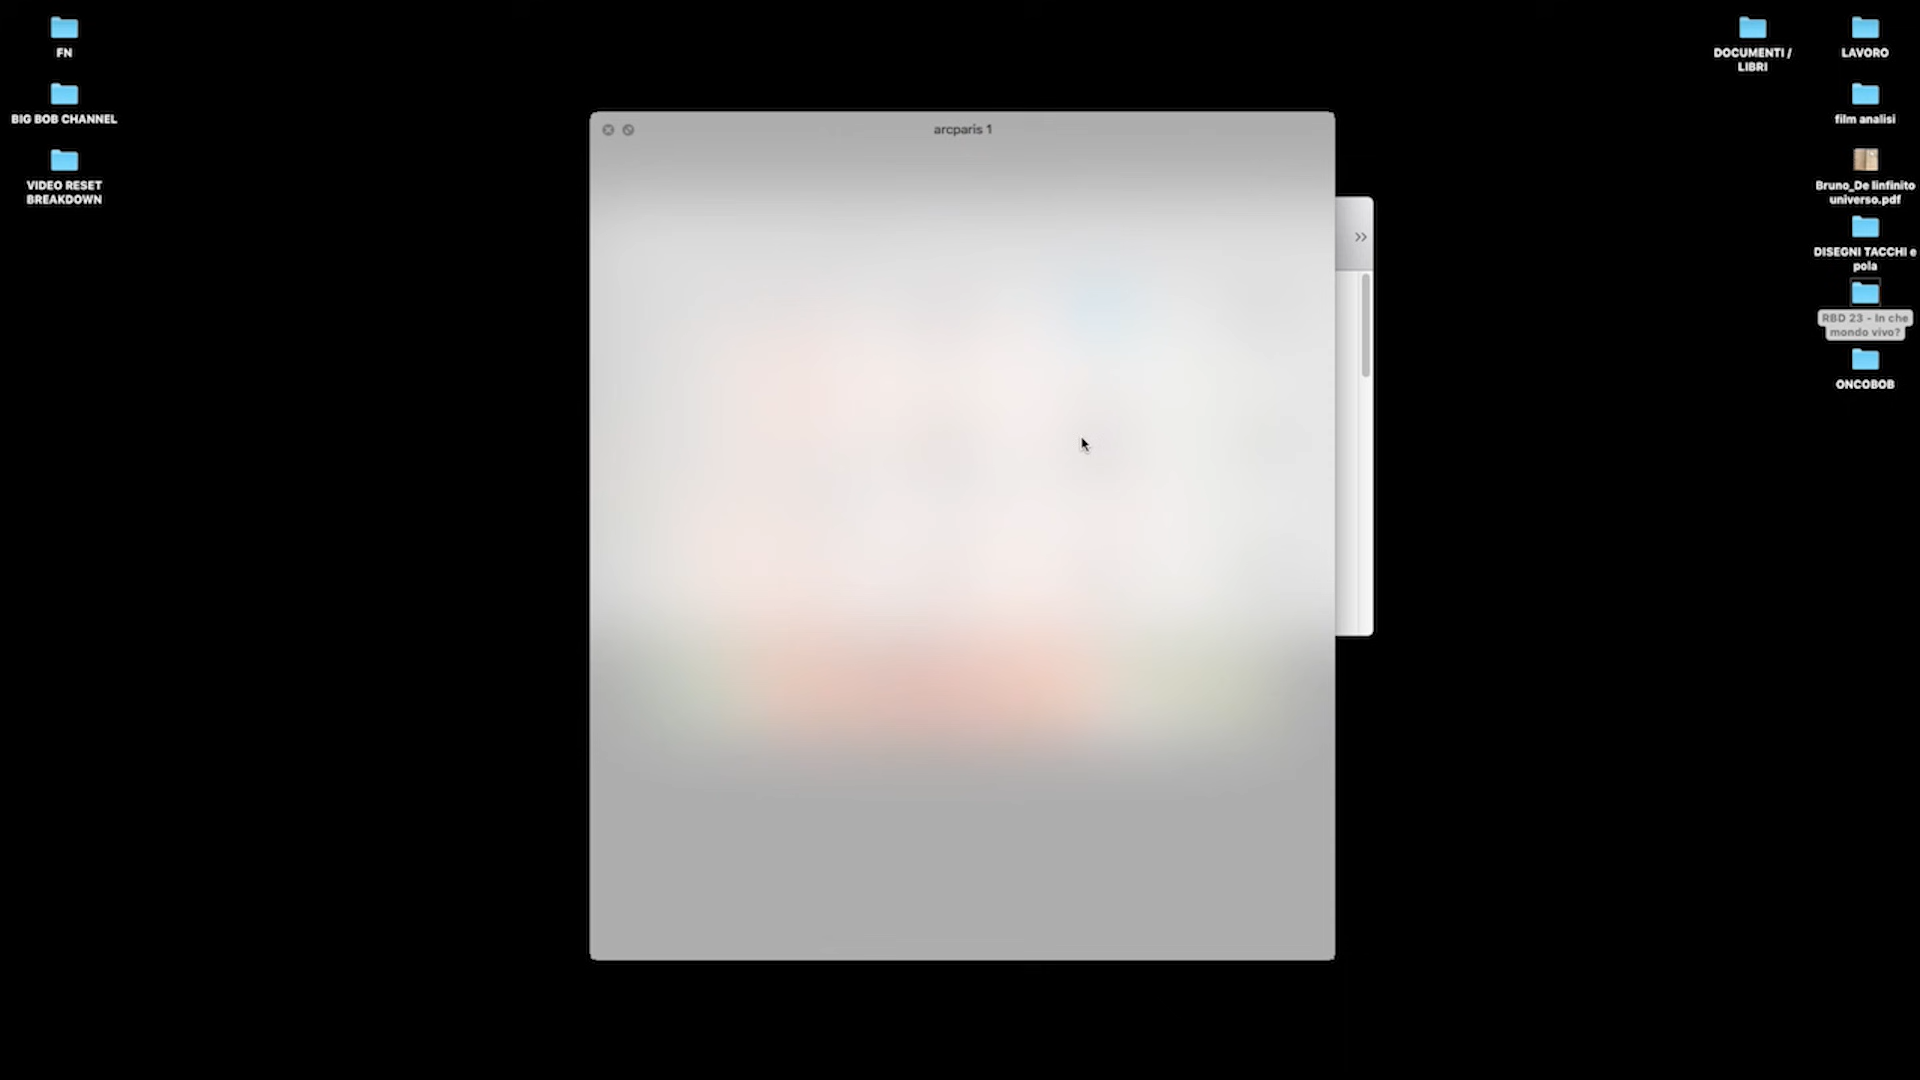 FN
BIG BOB CHANNEL
VIDEO RESET
BREAKDOWN
arcparis 1
DOCUMENTI /
LIBRI
LAVORO
film analisi
Bruno_De linfinito
universo.pdf
DISEGNI TACCHI e
pola
RBD 23 - In che
mondo vivo?
ONCOBOB